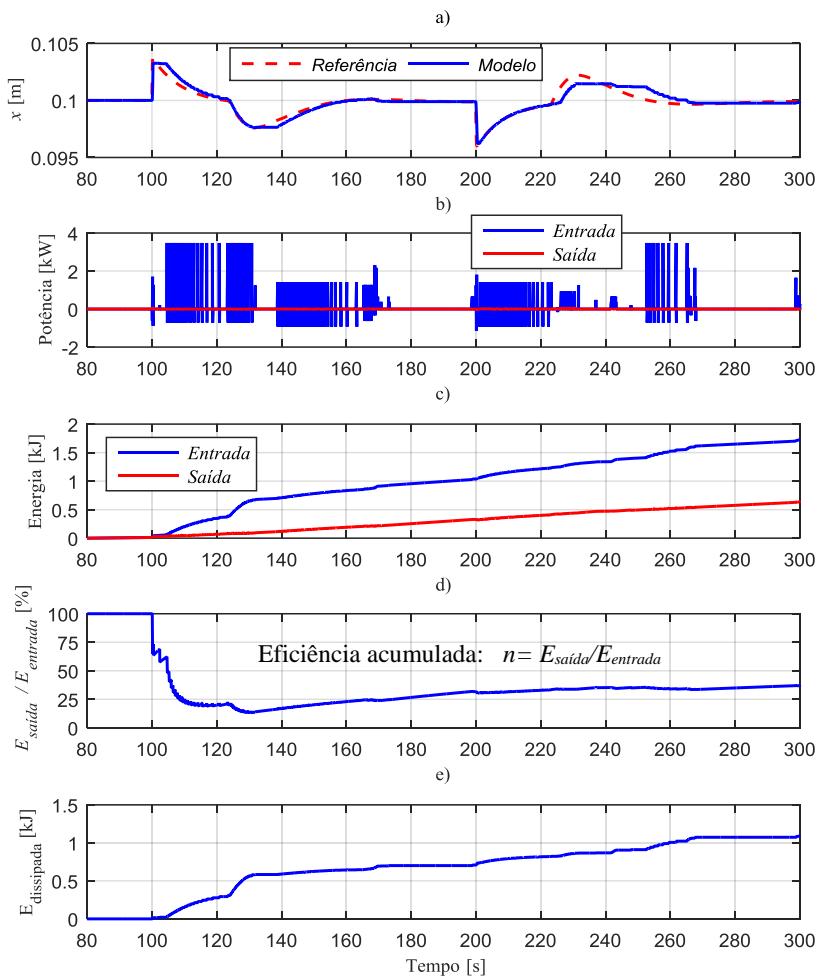 a)
0.105
0.1
0.095
x [m]
Referência Modelo
80 100 120 140 160 180 200 220 240 260 280 300
b)
4
2
0
-2
Potência [kW]
Entrada
Saída
80 100 120 140 160 180 200 220 240 260 280 300
c)
2
1.5
1
0.5
0
Energia [kJ]
Entrada
Saída
80 100 120 140 160 180 200 220 240 260 280 300
d)
100
75
50
25
0
E saída / E entrada [%]
Eficiência acumulada: n= Esaída/Eentrada
80 100 120 140 160 180 200 220 240 260 280 300
e)
1.5
1
0.5
0
E dissipada [kJ]
80 100 120 140 160 180 200 220 240 260 280 300
Tempo [s]